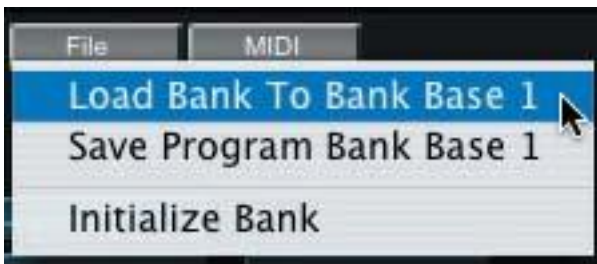 File MIDI
Load Bank To Bank Base 1
Save Program Bank Base 1
Initialize Bank